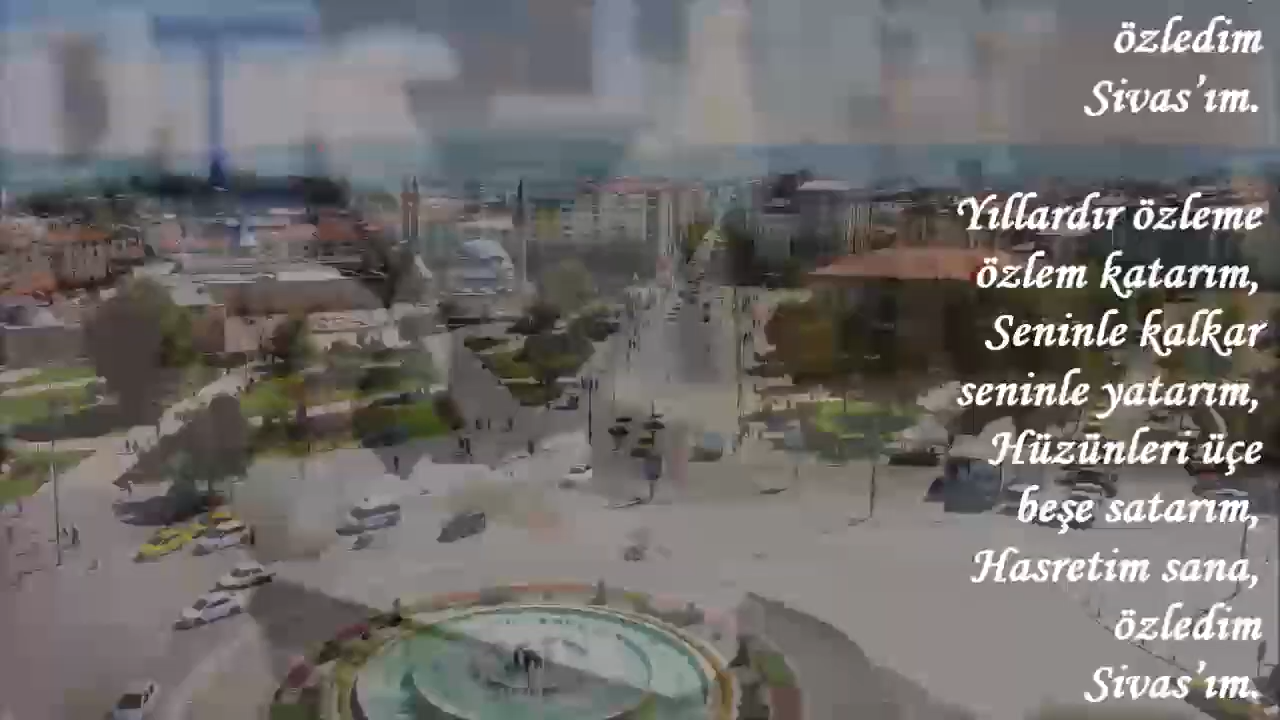 özledim
Sivas'ım.
Yıllardır özleme
özlem katarım,
Seninle kalkar
seninle yatarım,
Hüzünleri üçe
beşe satarım,
Hasretim sana,
özledim
Sivas'ım.